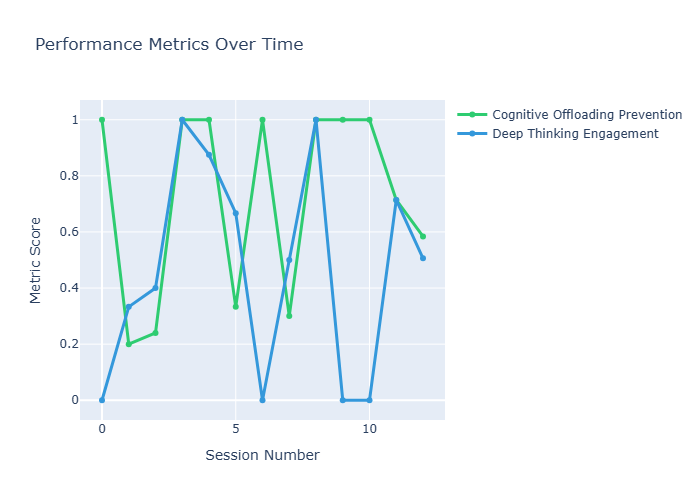 Performance Metrics Over Time
Cognitive Offloading Prevention
Deep Thinking Engagement
Metric Score
1
0.8
0.6
0.4
0.2
0
0 5 10
Session Number